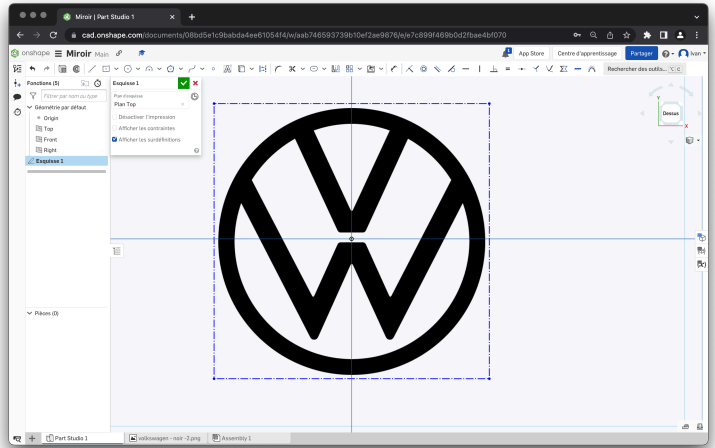 Miroir | Part Studio 1
cad.onshape.com/documents/08bd5e1c9babda4ee61054f4/w/aab746593739b10ef2ae9876/e/e7c899f469b0d2fbae4bf070
onshape Miroir Main
App Store Centre d'apprentissage Partager Ivan
Rechercher des outils...
Fonctions (5)
Filtrer par nom ou type
Géométrie par défaut
Origin
Top
Front
Right
Esquisse 1
Esquisse 1
Plan d'esquisse
Plan Top
Désactiver l'impression
Afficher les contraintes
Afficher les surdéfinitions
Y
Dessus
X
Pièces (0)
Part Studio 1
volkswagen - noir -2.png
Assembly 1